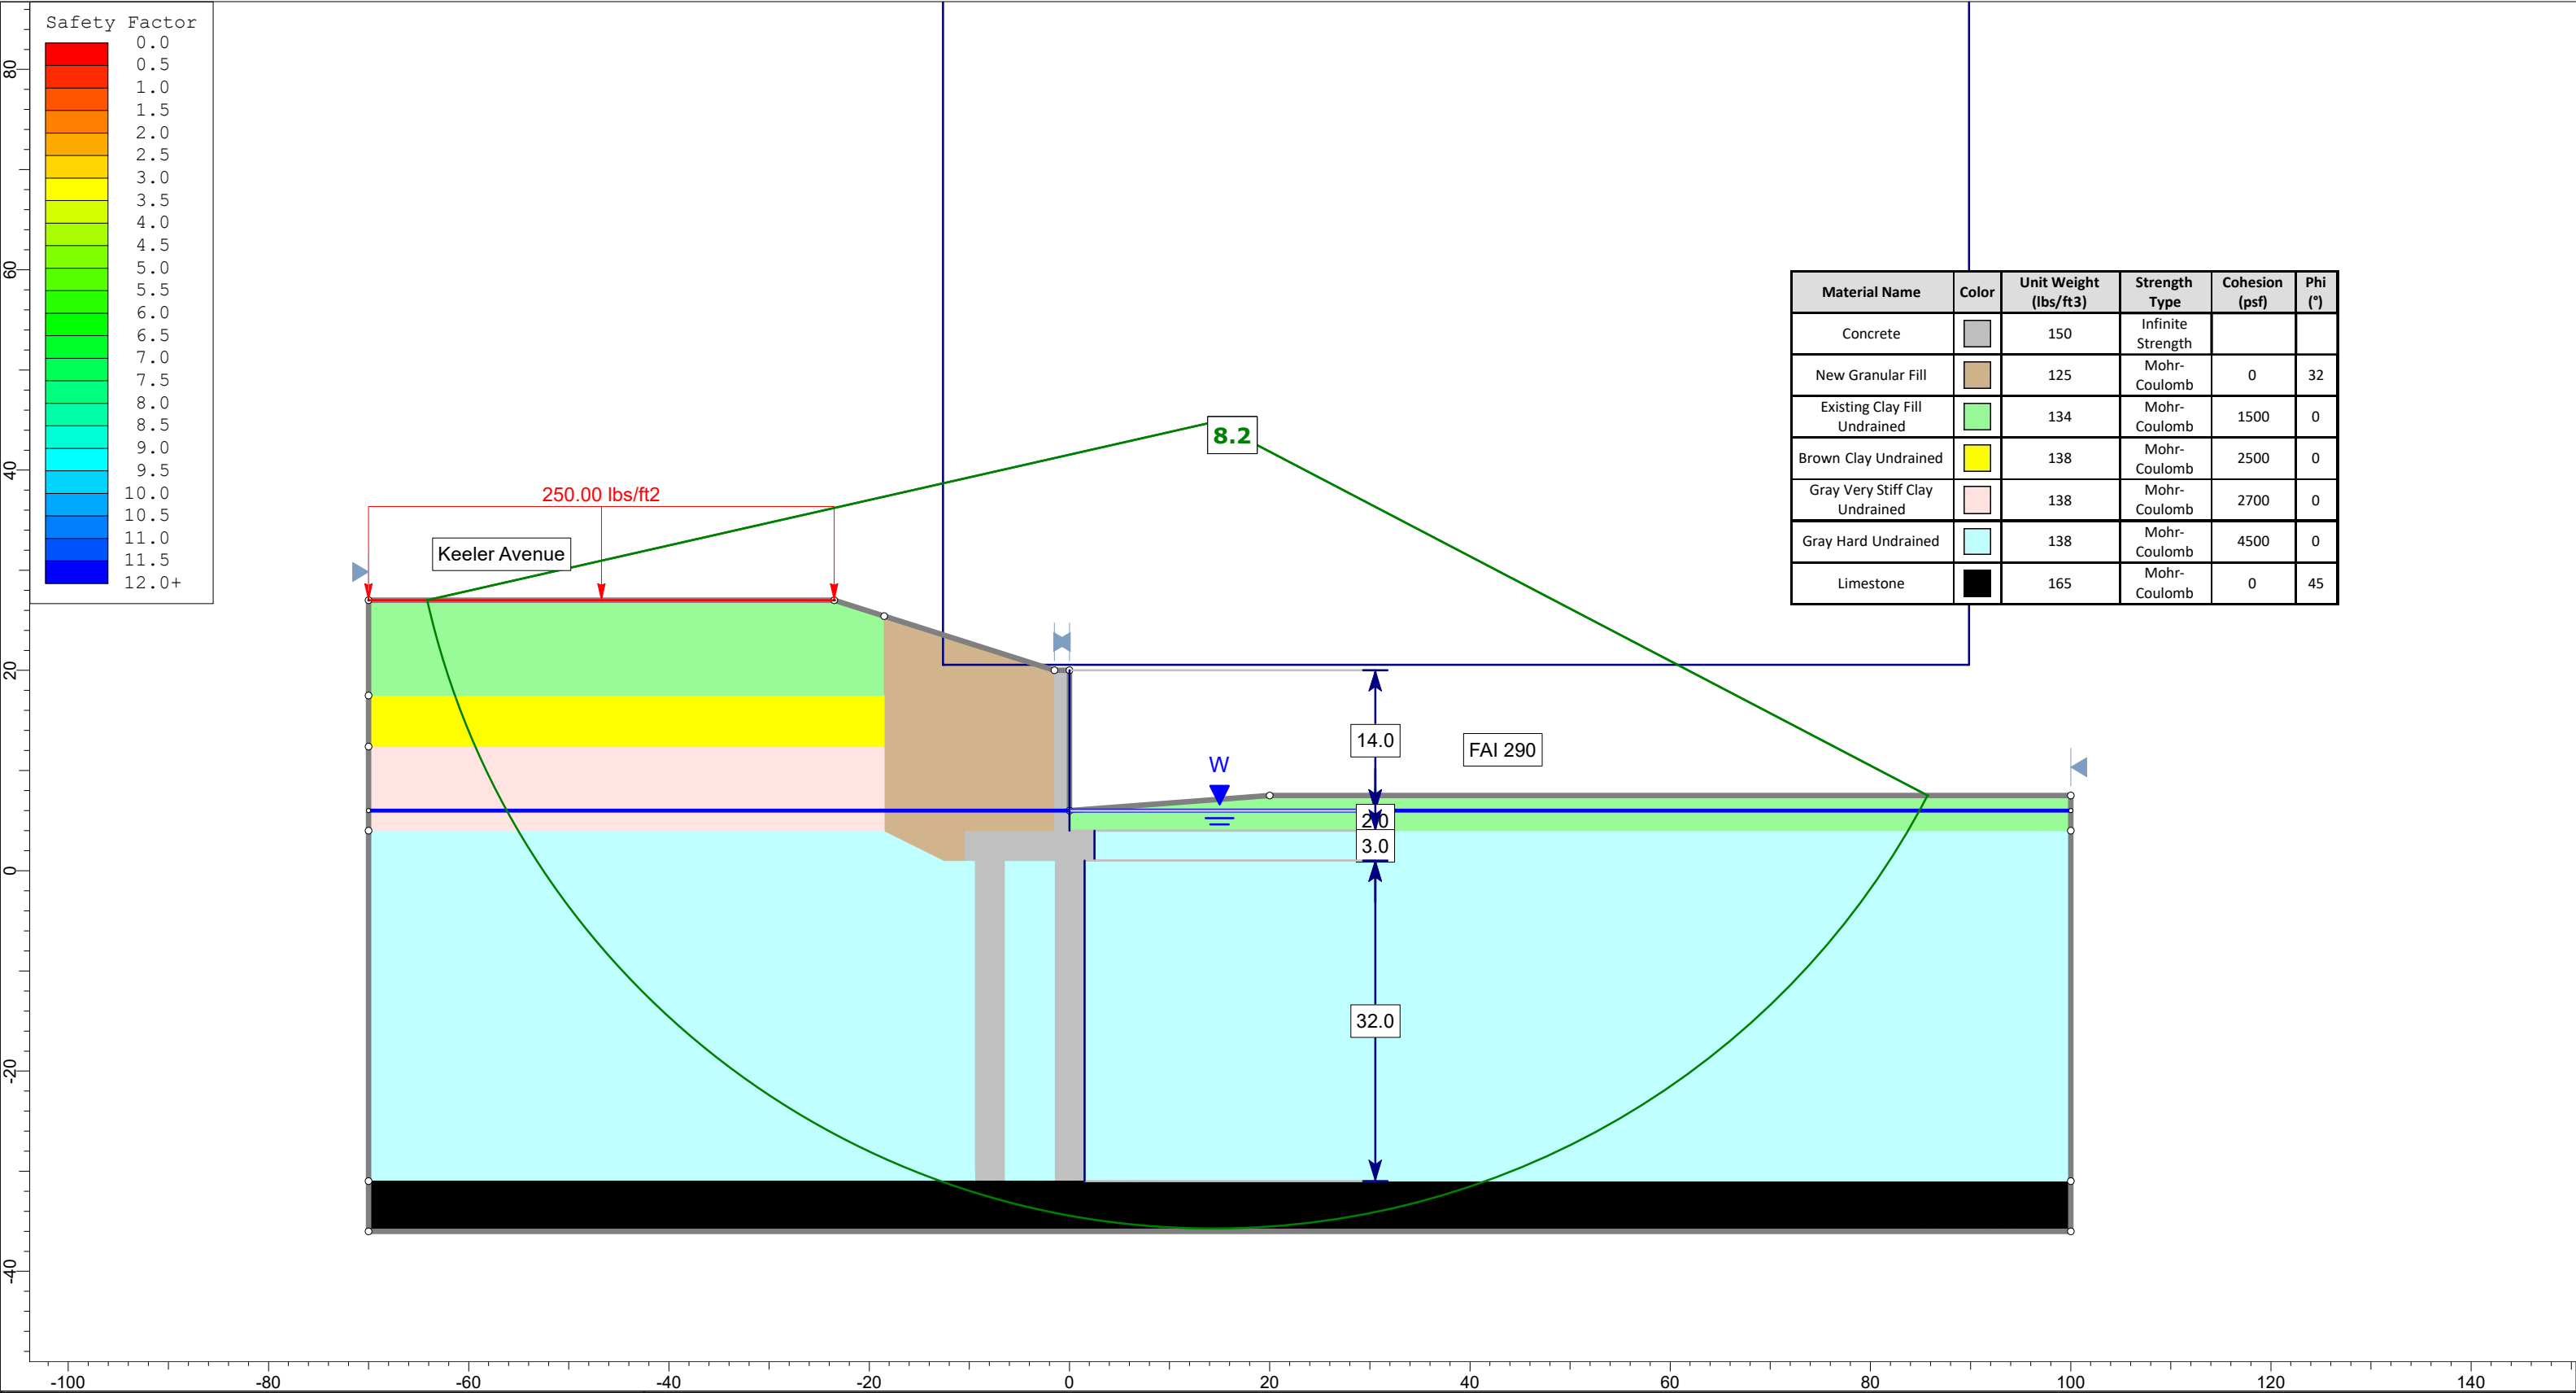 Safety Factor
0.0
0.5
1.0
1.5
2.0
2.5
3.0
3.5
4.0
4.5
5.0
5.5
6.0
6.5
7.0
7.5
8.0
8.5
9.0
9.5
10.0
10.5
11.0
11.5
12.0+
80
60
40
20
0
-20
-40
Material Name Color Unit Weight (lbs/ft3) Strength Type Cohesion (psf) Phi (°)
Concrete 150 Infinite Strength
New Granular Fill 125 Mohr-Coulomb 0 32
Existing Clay Fill Undrained 134 Mohr-Coulomb 1500 0
Brown Clay Undrained 138 Mohr-Coulomb 2500 0
Gray Very Stiff Clay Undrained 138 Mohr-Coulomb 2700 0
Gray Hard Undrained 138 Mohr-Coulomb 4500 0
Limestone 165 Mohr-Coulomb 0 45
8.2
250.00 lbs/ft2
Keeler Avenue
14.0
FAI 290
W
2.0
3.0
32.0
-100 -80 -60 -40 -20 0 20 40 60 80 100 120 140